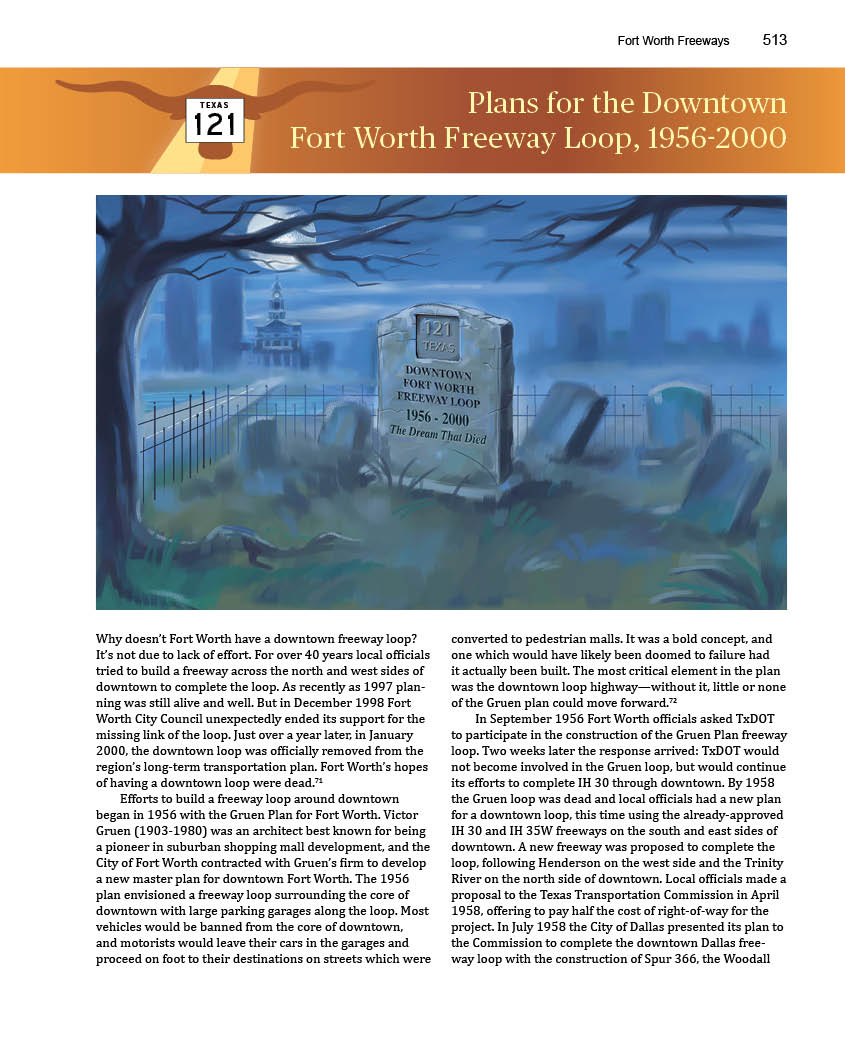 Fort Worth Freeways 513
TEXAS
121
Plans for the Downtown
Fort Worth Freeway Loop, 1956-2000
121
TEXAS
DOWNTOWN
FORT WORTH
FREEWAY LOOP
1956 - 2000
The Dream That Died
Why doesn't Fort Worth have a downtown freeway loop?
It's not due to lack of effort. For over 40 years local officials
tried to build a freeway across the north and west sides of
downtown to complete the loop. As recently as 1997 plan-
ning was still alive and well. But in December 1998 Fort
Worth City Council unexpectedly ended its support for the
missing link of the loop. Just over a year later, in January
2000, the downtown loop was officially removed from the
region's long-term transportation plan. Fort Worth's hopes
of having a downtown loop were dead.⁷¹
Efforts to build a freeway loop around downtown
began in 1956 with the Gruen Plan for Fort Worth. Victor
Gruen (1903-1980) was an architect best known for being
a pioneer in suburban shopping mall development, and the
City of Fort Worth contracted with Gruen's firm to develop
a new master plan for downtown Fort Worth. The 1956
plan envisioned a freeway loop surrounding the core of
downtown with large parking garages along the loop. Most
vehicles would be banned from the core of downtown,
and motorists would leave their cars in the garages and
proceed on foot to their destinations on streets which were
converted to pedestrian malls. It was a bold concept, and
one which would have likely been doomed to failure had
it actually been built. The most critical element in the plan
was the downtown loop highway—without it, little or none
of the Gruen plan could move forward.⁷²
In September 1956 Fort Worth officials asked TxDOT
to participate in the construction of the Gruen Plan freeway
loop. Two weeks later the response arrived: TxDOT would
not become involved in the Gruen loop, but would continue
its efforts to complete IH 30 through downtown. By 1958
the Gruen loop was dead and local officials had a new plan
for a downtown loop, this time using the already-approved
IH 30 and IH 35W freeways on the south and east sides of
downtown. A new freeway was proposed to complete the
loop, following Henderson on the west side and the Trinity
River on the north side of downtown. Local officials made a
proposal to the Texas Transportation Commission in April
1958, offering to pay half the cost of right-of-way for the
project. In July 1958 the City of Dallas presented its plan to
the Commission to complete the downtown Dallas free-
way loop with the construction of Spur 366, the Woodall